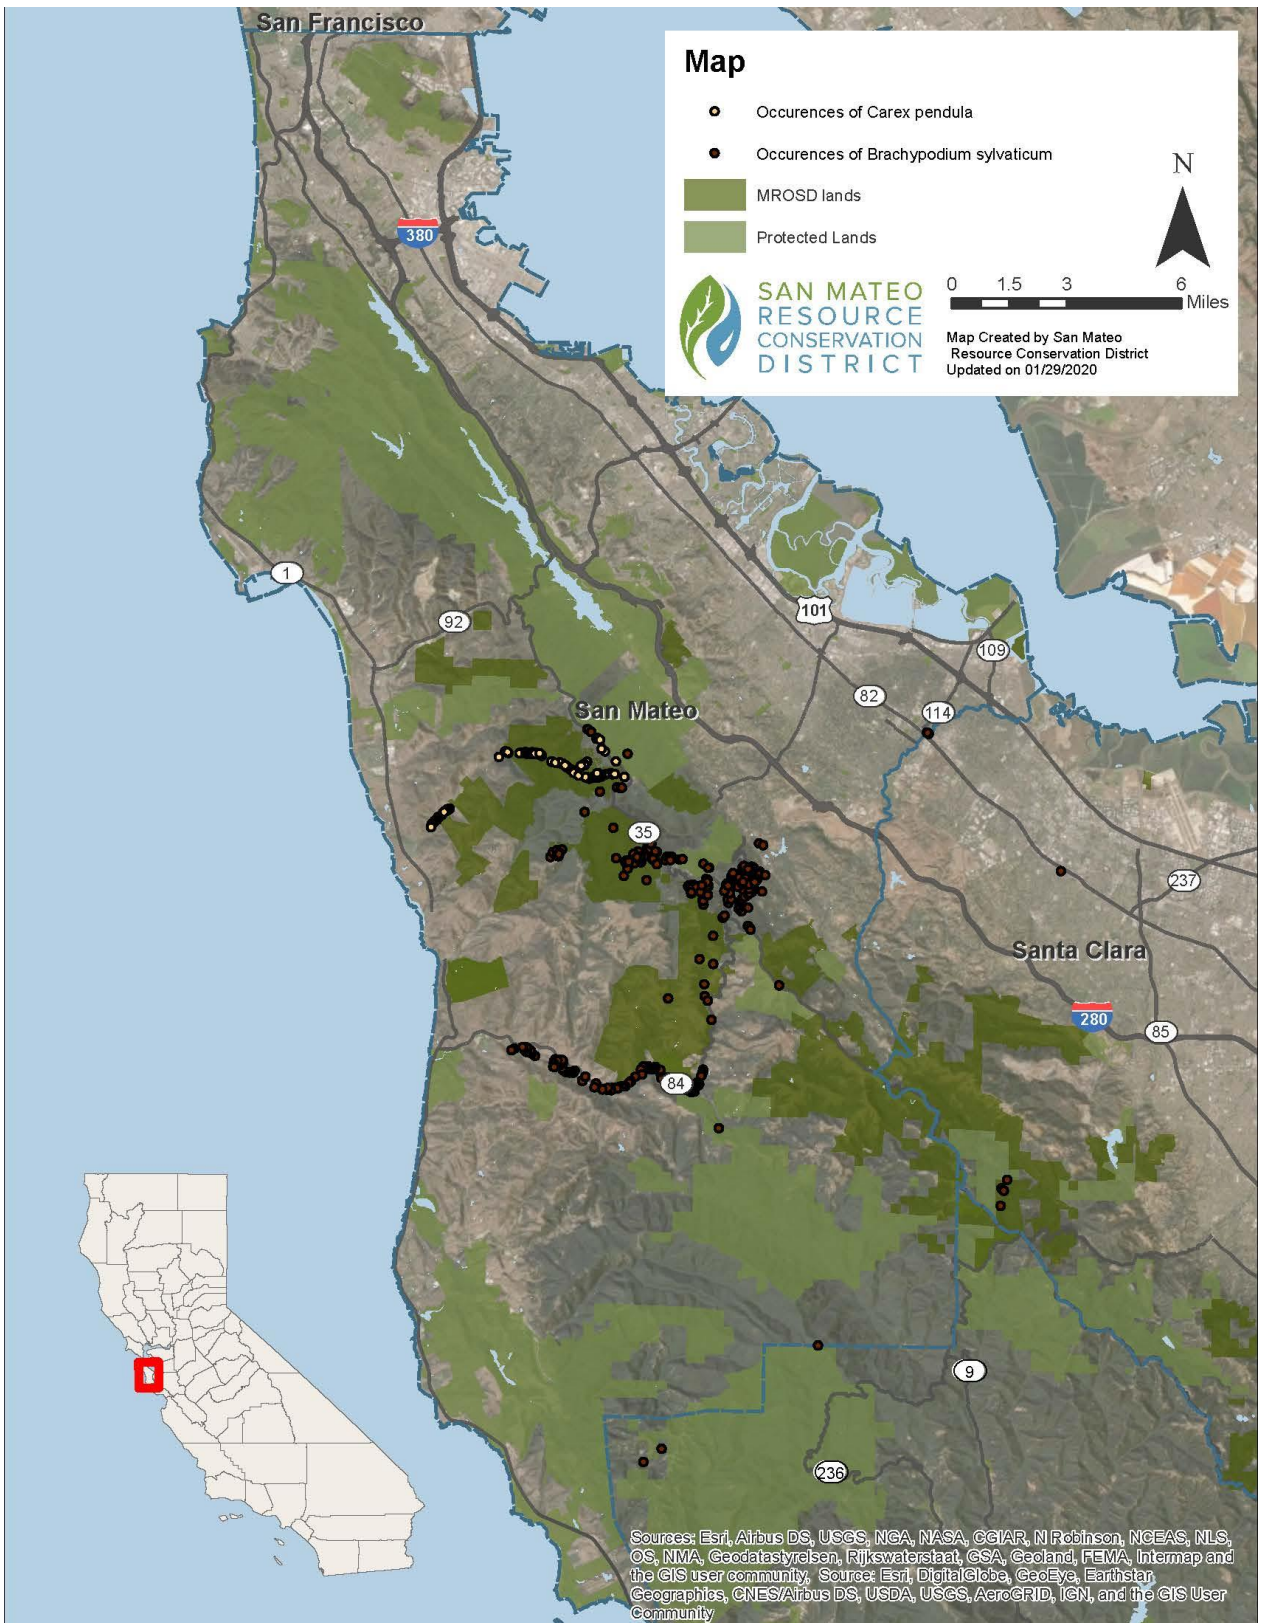 San Francisco
Map
Occurences of Carex pendula
Occurences of Brachypodium sylvaticum
MROSD lands
Protected Lands
N
SAN MATEO
RESOURCE
CONSERVATION
DISTRICT
0 1.5 3 6
Miles
Map Created by San Mateo
Resource Conservation District
Updated on 01/29/2020
380
1
92
101
109
82
114
San Mateo
35
237
Santa Clara
280
85
84
9
236
Sources: Esri, Airbus DS, USGS, NGA, NASA, CGIAR, N Robinson, NCEAS, NLS,
OS, NMA, Geodatastyrelsen, Rijkswaterstaat, GSA, Geoland, FEMA, Intermap and
the GIS user community, Source: Esri, DigitalGlobe, GeoEye, Earthstar
Geographics, CNES/Airbus DS, USDA, USGS, AeroGRID, IGN, and the GIS User
Community